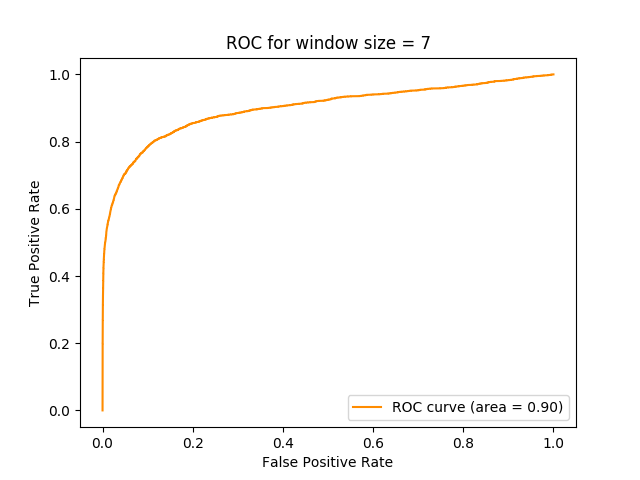 ROC for window size = 7
True Positive Rate
1.0
0.8
0.6
0.4
0.2
0.0
ROC curve (area = 0.90)
0.0 0.2 0.4 0.6 0.8 1.0
False Positive Rate